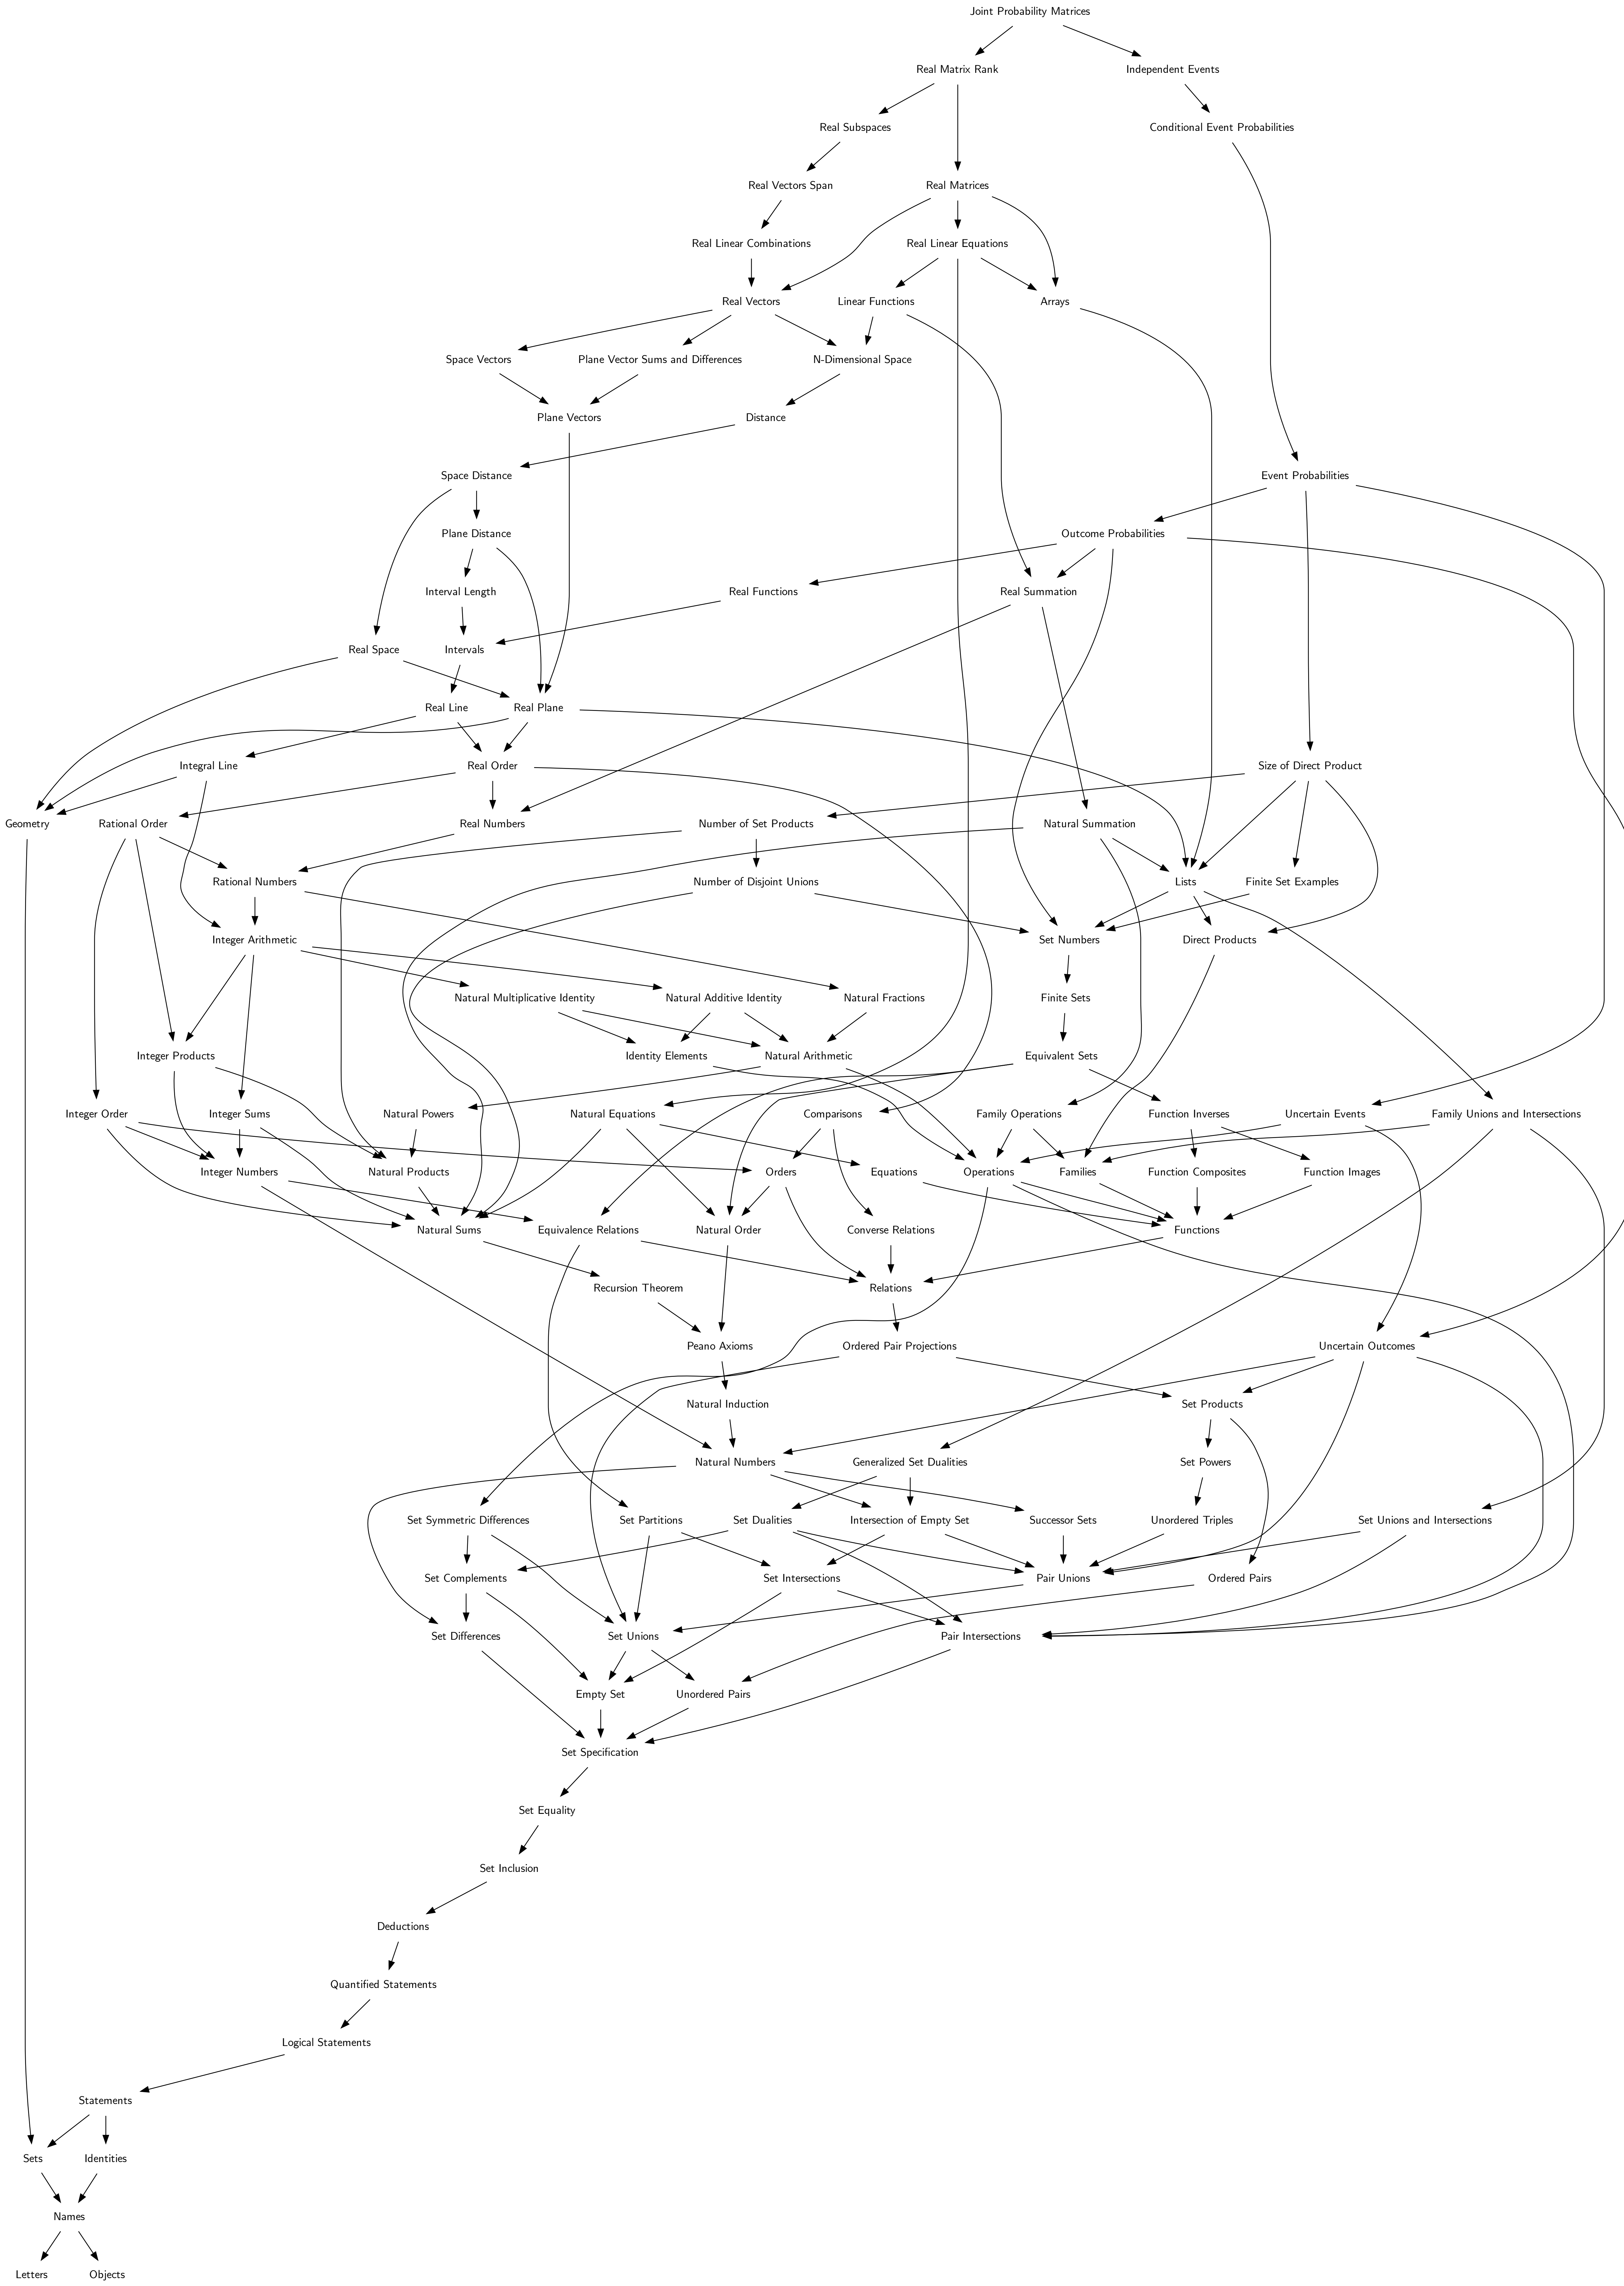 Joint Probability Matrices
Real Matrix Rank
Independent Events
Real Subspaces
Conditional Event Probabilities
Real Vectors Span
Real Matrices
Real Linear Combinations
Real Linear Equations
Real Vectors
Linear Functions
Arrays
Space Vectors
Plane Vector Sums and Differences
N-Dimensional Space
Plane Vectors
Distance
Space Distance
Event Probabilities
Plane Distance
Outcome Probabilities
Interval Length
Real Functions
Real Summation
Real Space
Intervals
Real Line
Real Plane
Integral Line
Real Order
Size of Direct Product
Geometry
Rational Order
Real Numbers
Number of Set Products
Natural Summation
Rational Numbers
Number of Disjoint Unions
Lists
Finite Set Examples
Integer Arithmetic
Set Numbers
Direct Products
Natural Multiplicative Identity
Natural Additive Identity
Natural Fractions
Finite Sets
Integer Products
Identity Elements
Natural Arithmetic
Equivalent Sets
Integer Order
Integer Sums
Natural Powers
Natural Equations
Comparisons
Family Operations
Function Inverses
Uncertain Events
Family Unions and Intersections
Integer Numbers
Natural Products
Orders
Equations
Operations
Families
Function Composites
Function Images
Natural Sums
Equivalence Relations
Natural Order
Converse Relations
Functions
Recursion Theorem
Relations
Peano Axioms
Ordered Pair Projections
Uncertain Outcomes
Natural Induction
Set Products
Natural Numbers
Generalized Set Dualities
Set Powers
Set Symmetric Differences
Set Partitions
Set Dualities
Intersection of Empty Set
Successor Sets
Unordered Triples
Set Unions and Intersections
Set Complements
Set Intersections
Pair Unions
Ordered Pairs
Set Differences
Set Unions
Pair Intersections
Empty Set
Unordered Pairs
Set Specification
Set Equality
Set Inclusion
Deductions
Quantified Statements
Logical Statements
Statements
Sets
Identities
Names
Letters
Objects